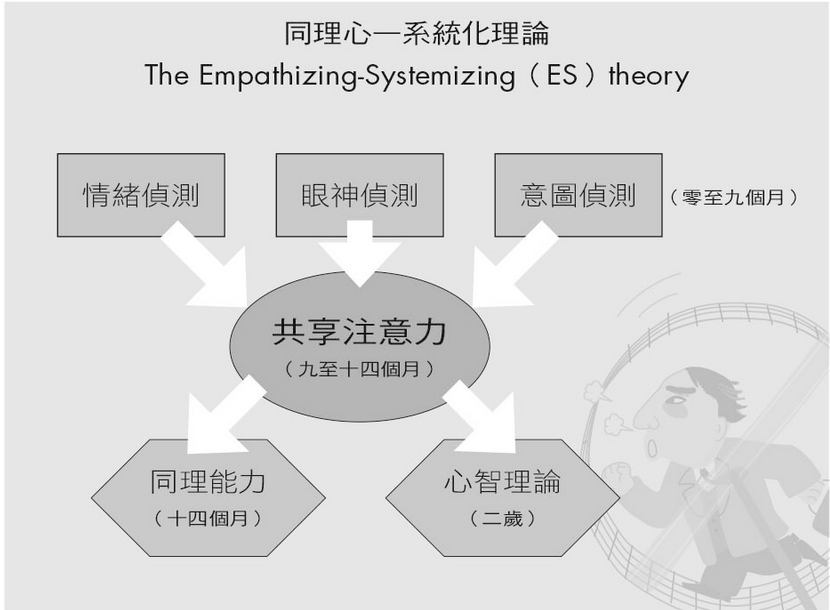 同理心—系統化理論
The Empathizing-Systemizing（ES）theory
情緒偵測
眼神偵測
意圖偵測
（零至九個月）
共享注意力
（九至十四個月）
同理能力
（十四個月）
心智理論
（二歲）